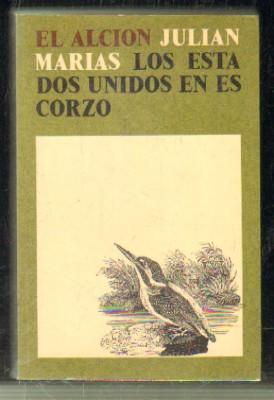 EL ALCION JULIAN
MARIAS LOS ESTA
DOS UNIDOS EN ES
CORZO